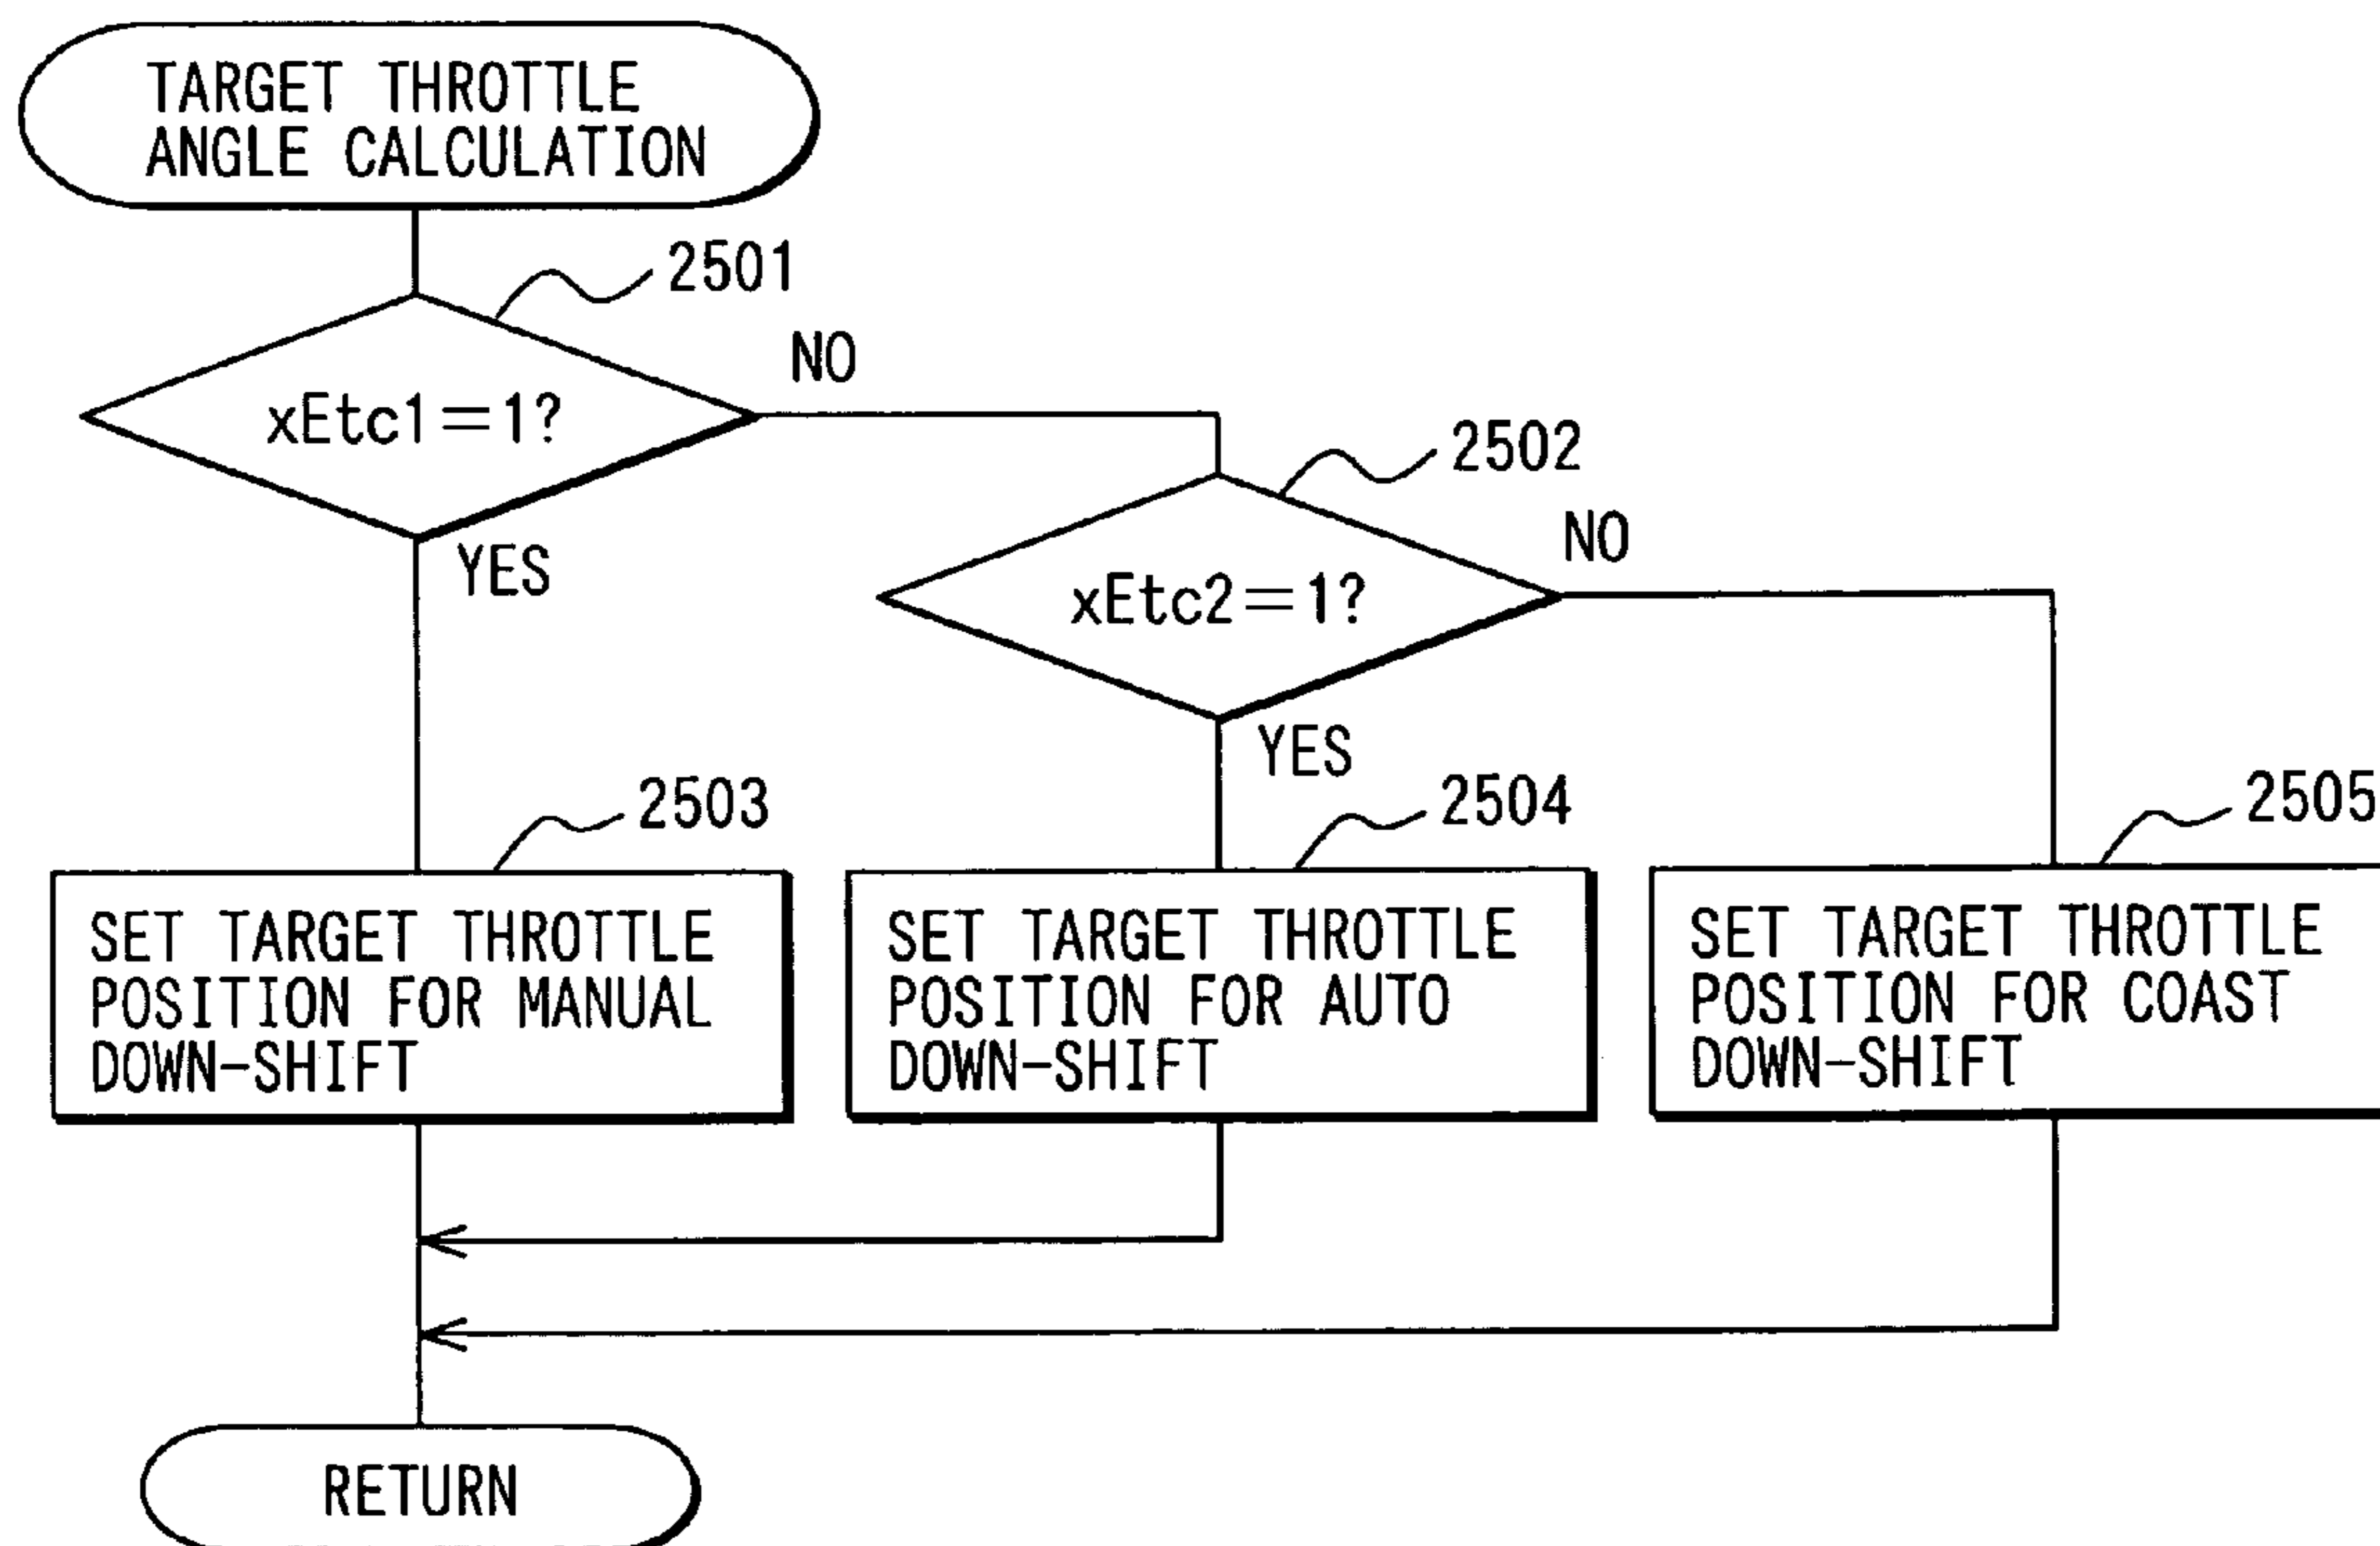 TARGET THROTTLE
ANGLE CALCULATION
2501
NO
xEtc1=1?
YES
2502
NO
xEtc2=1?
YES
2503
SET TARGET THROTTLE
POSITION FOR MANUAL
DOWN-SHIFT
2504
SET TARGET THROTTLE
POSITION FOR AUTO
DOWN-SHIFT
2505
SET TARGET THROTTLE
POSITION FOR COAST
DOWN-SHIFT
RETURN